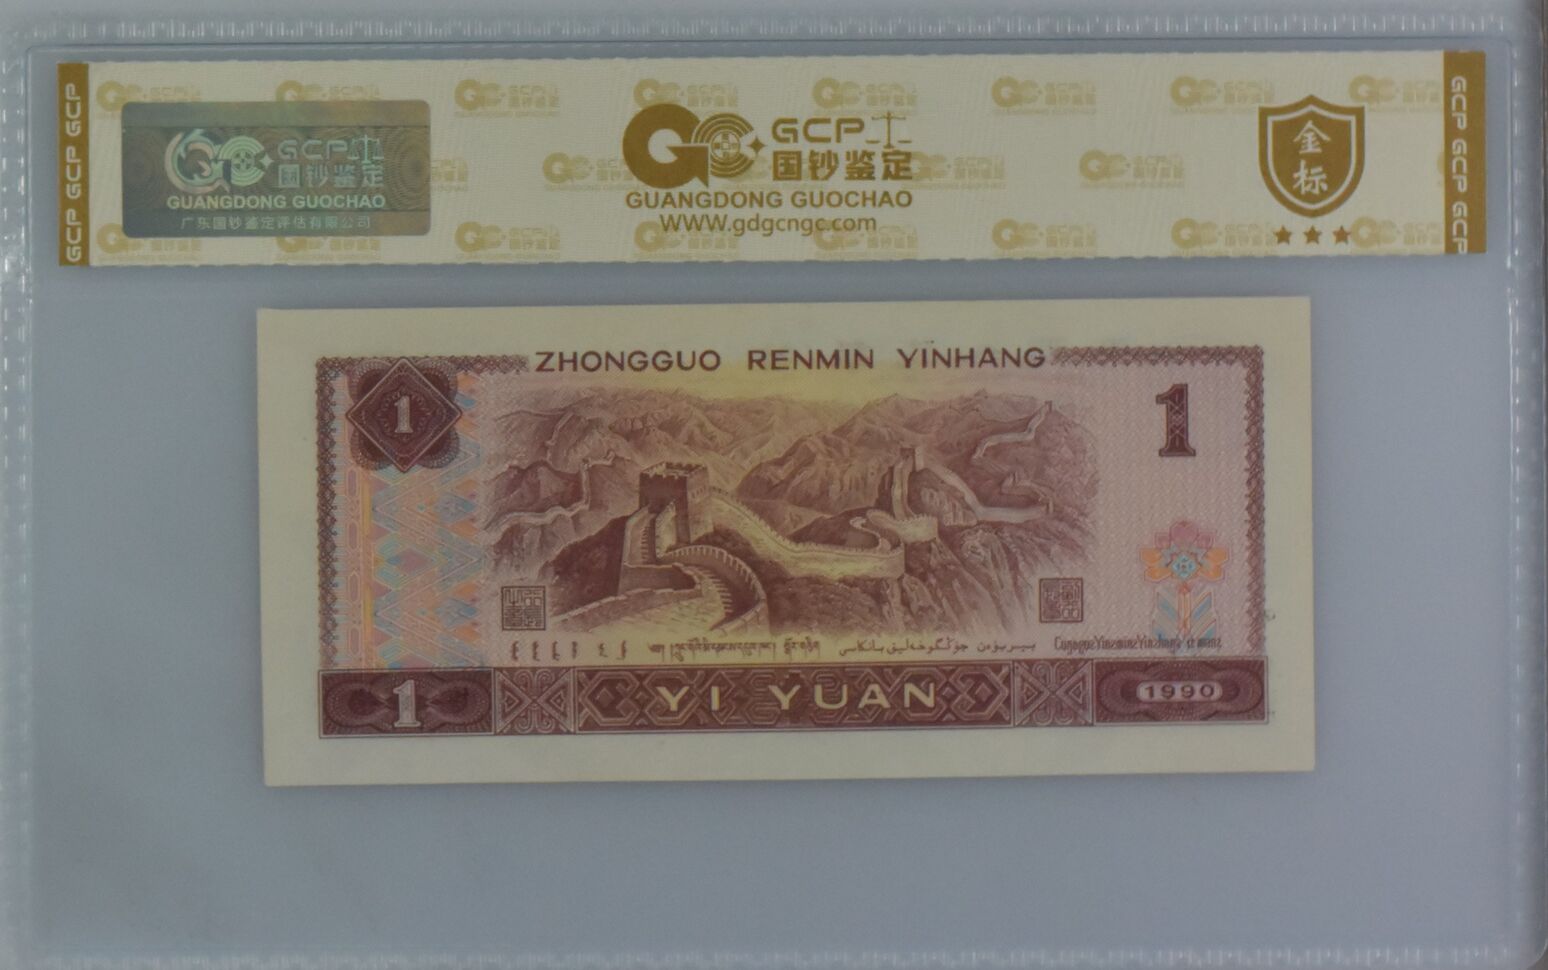 GCP GCP GCP
GCP
国钞鉴定
GUANGDONG GUOCHAO
广东国钞鉴定评估有限公司
GCP
国钞鉴定
GUANGDONG GUOCHAO
WWW.gdgcngc.com
金标
GCP GCP GCP
ZHONGGUO RENMIN YINHANG
1
1
1
YI YUAN
1990